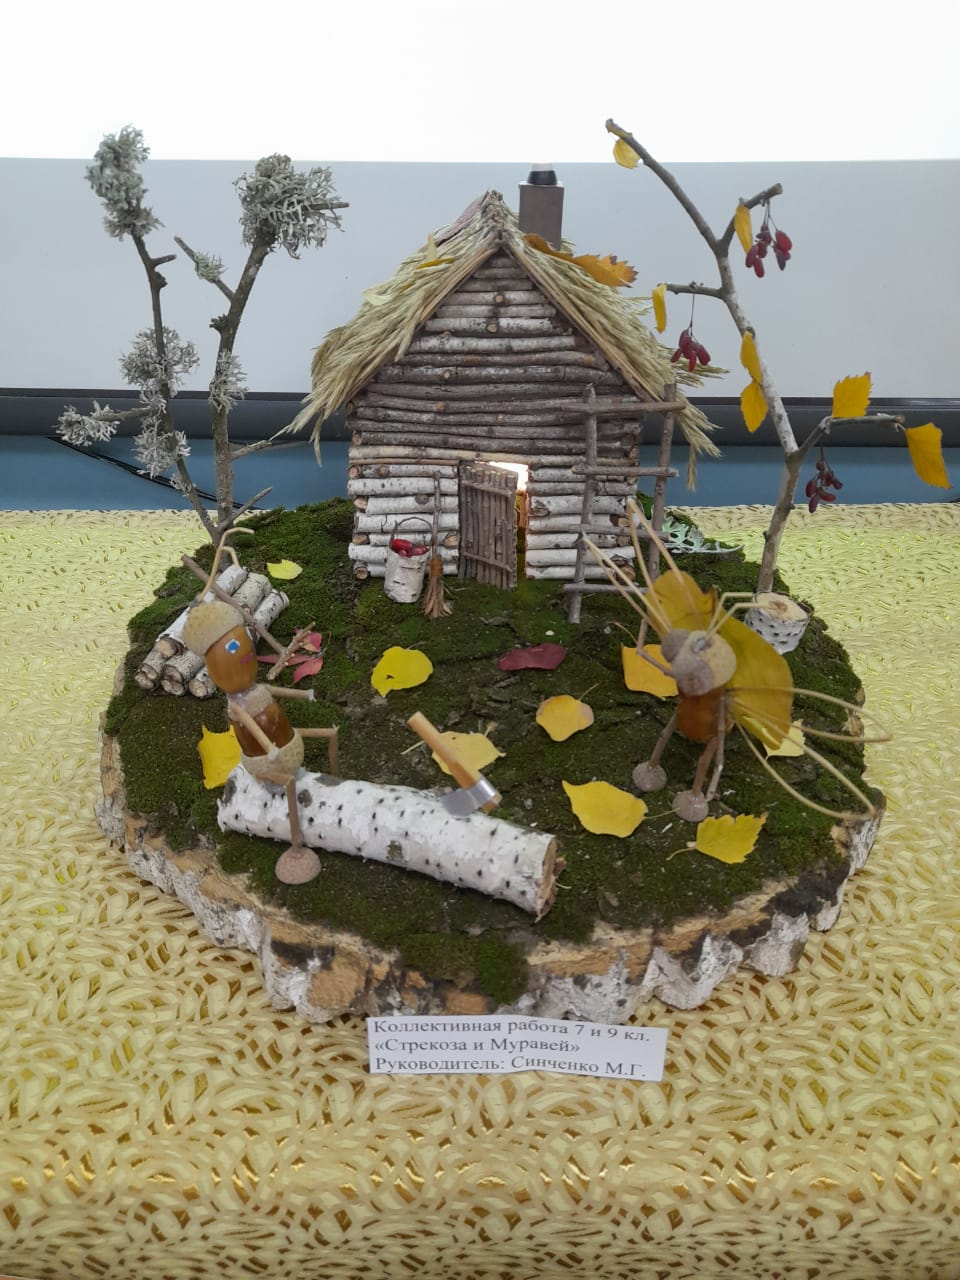 Коллективная работа 7 и 9 кл.
«Стрекоза и Муравей»
Руководитель: Синченко М.Г.